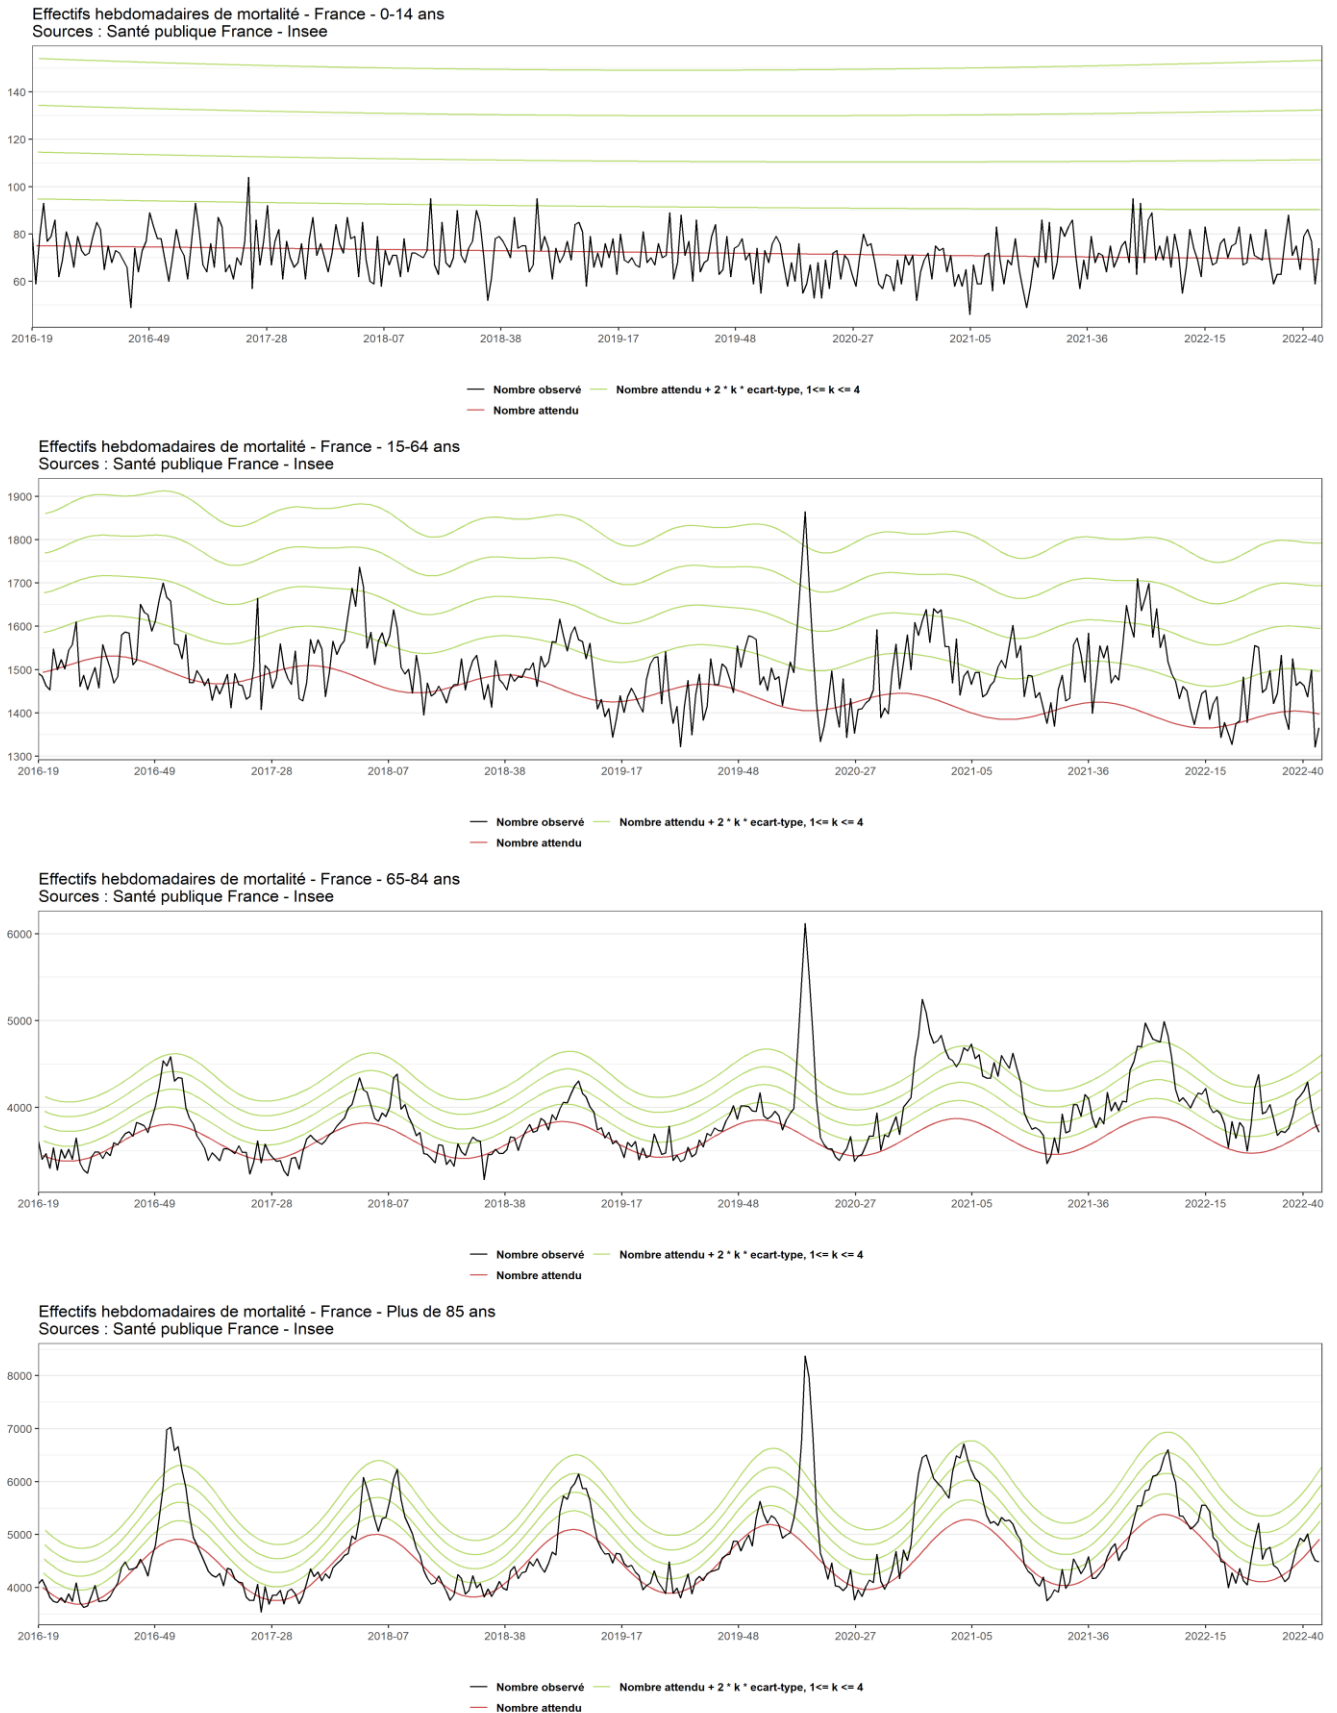 Effectifs hebdomadaires de mortalité - France - 0-14 ans
Sources : Santé publique France - Insee
140
120
100
80
60
2016-19 2016-49 2017-28 2018-07 2018-38 2019-17 2019-48 2020-27 2021-05 2021-36 2022-15 2022-40
Nombre observé Nombre attendu + 2 * k * ecart-type, 1<= k <= 4
Nombre attendu
Effectifs hebdomadaires de mortalité - France - 15-64 ans
Sources : Santé publique France - Insee
1900
1800
1700
1600
1500
1400
1300
2016-19 2016-49 2017-28 2018-07 2018-38 2019-17 2019-48 2020-27 2021-05 2021-36 2022-15 2022-40
Nombre observé Nombre attendu + 2 * k * ecart-type, 1<= k <= 4
Nombre attendu
Effectifs hebdomadaires de mortalité - France - 65-84 ans
Sources : Santé publique France - Insee
6000
5000
4000
2016-19 2016-49 2017-28 2018-07 2018-38 2019-17 2019-48 2020-27 2021-05 2021-36 2022-15 2022-40
Nombre observé Nombre attendu + 2 * k * ecart-type, 1<= k <= 4
Nombre attendu
Effectifs hebdomadaires de mortalité - France - Plus de 85 ans
Sources : Santé publique France - Insee
8000
7000
6000
5000
4000
2016-19 2016-49 2017-28 2018-07 2018-38 2019-17 2019-48 2020-27 2021-05 2021-36 2022-15 2022-40
Nombre observé Nombre attendu + 2 * k * ecart-type, 1<= k <= 4
Nombre attendu